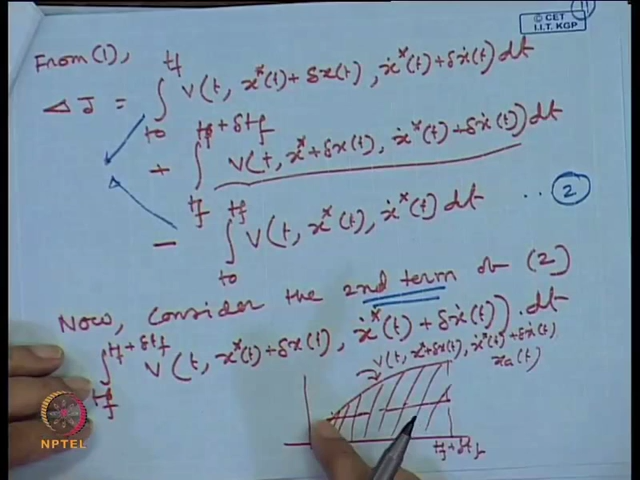 © CET
I.I.T. KGP
11
From (1),
ΔJ = ∫_{t0}^{tf} V(t, x*(t) + δx(t), ẋ*(t) + δẋ(t)) dt
+ ∫_{tf}^{tf + δtf} V(t, x* + δx(t), ẋ*(t) + δẋ(t)) dt
− ∫_{t0}^{tf} V(t, x*(t), ẋ*(t)) dt ‥ (2)
Now, consider the 2nd term of (2)
∫_{tf}^{tf + δtf} V(t, x*(t) + δx(t), ẋ*(t) + δẋ(t)) . dt
V(t, x* + δx(t), ẋ*(t) + δẋ(t))
xa(t)
tf + δtf
NPTEL